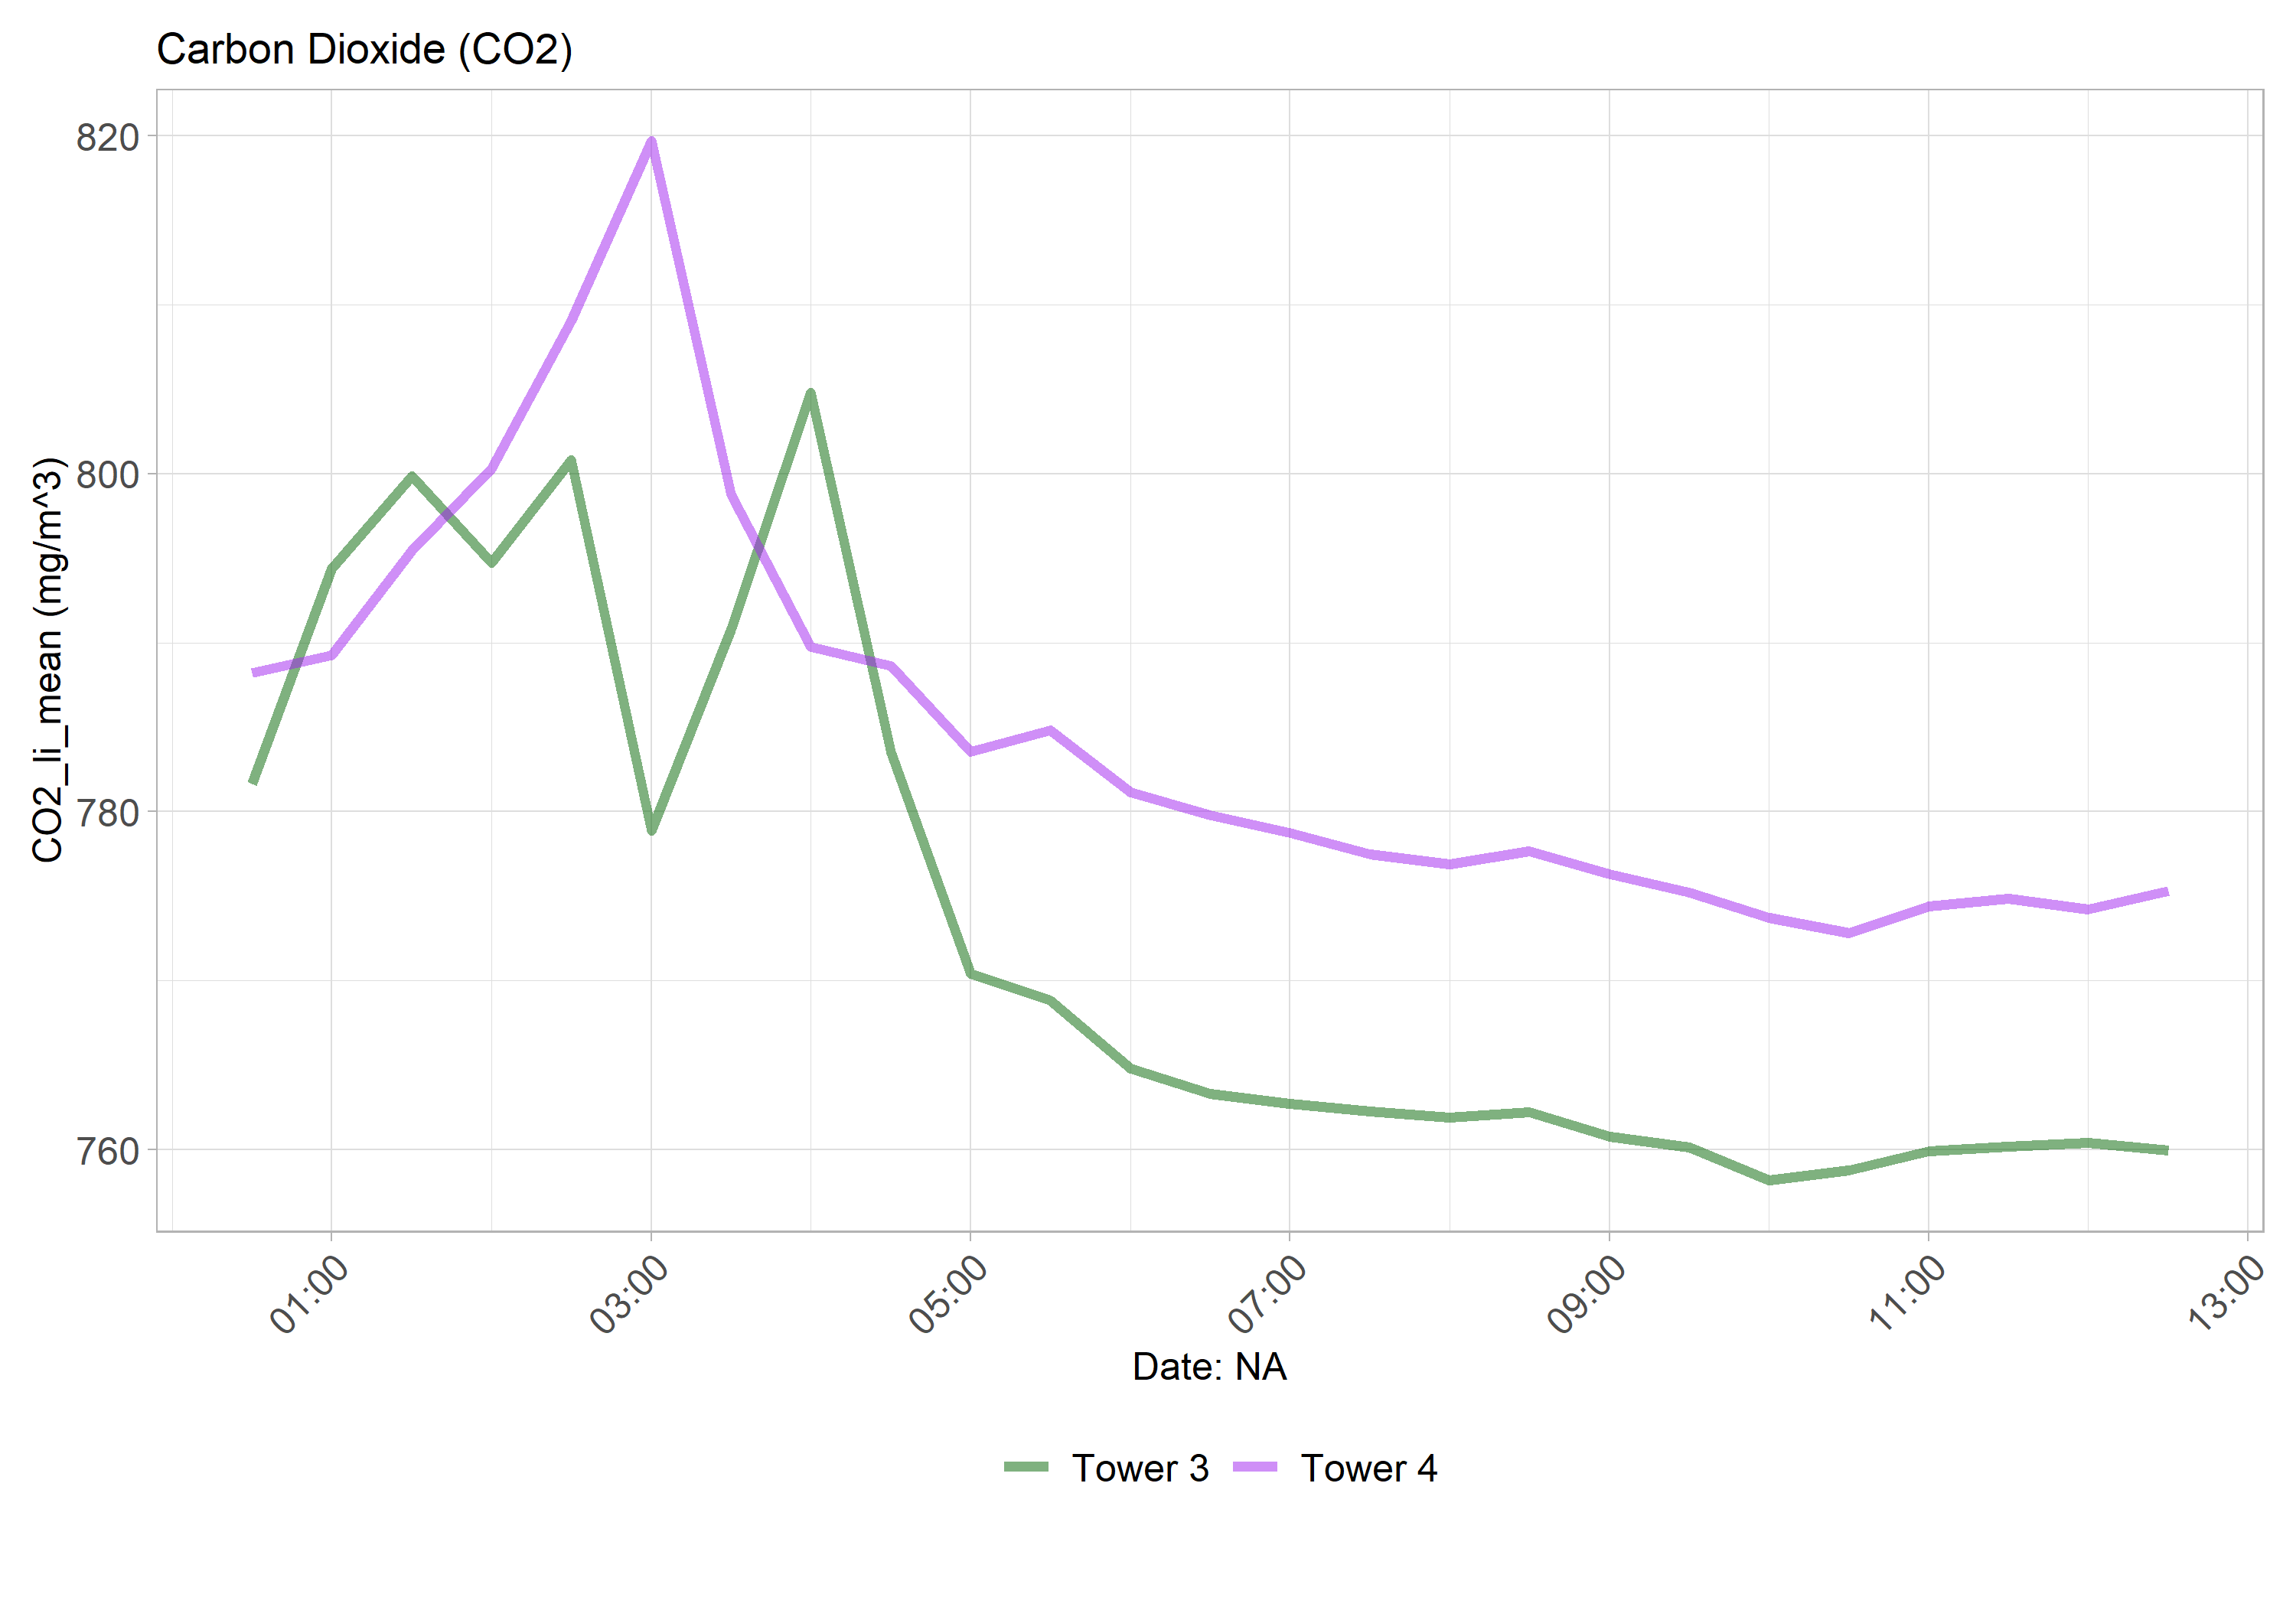 Carbon Dioxide (CO2)
CO2_li_mean (mg/m^3)
820
800
780
760
01:00
03:00
05:00
07:00
09:00
11:00
13:00
Date: NA
Tower 3
Tower 4